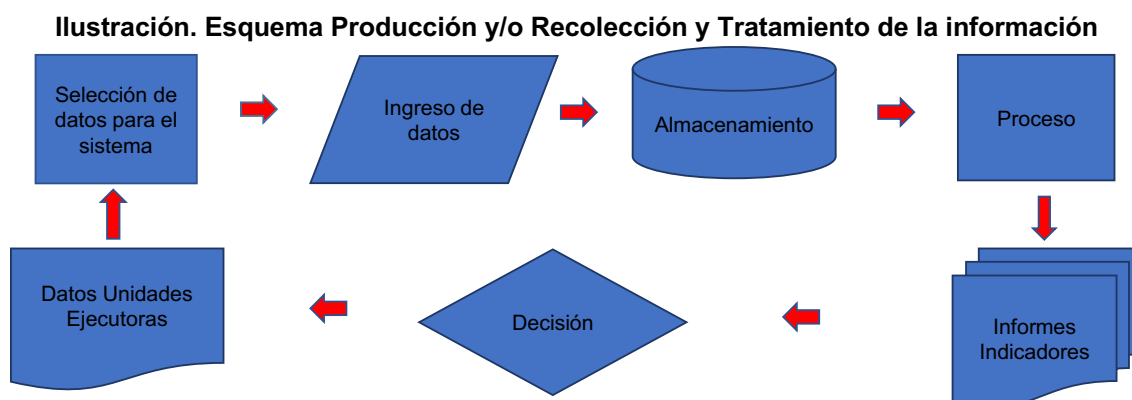 Ilustración. Esquema Producción y/o Recolección y Tratamiento de la información
Selección de
datos para el
sistema
Ingreso de
datos
Almacenamiento
Proceso
Datos Unidades
Ejecutoras
Decisión
Informes
Indicadores